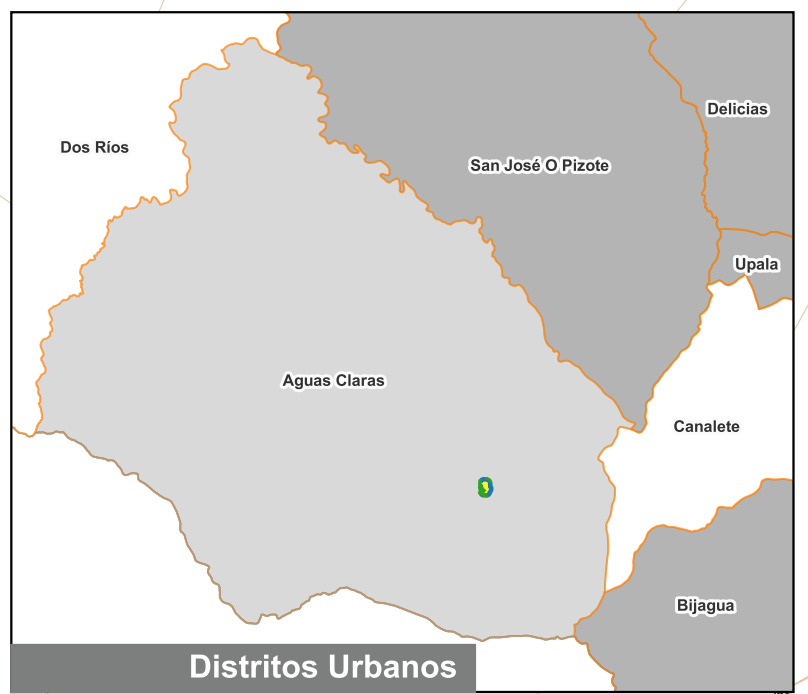 Delicias
Dos Ríos
San José O Pizote
Upala
Aguas Claras
Canalete
Bijagua
Distritos Urbanos